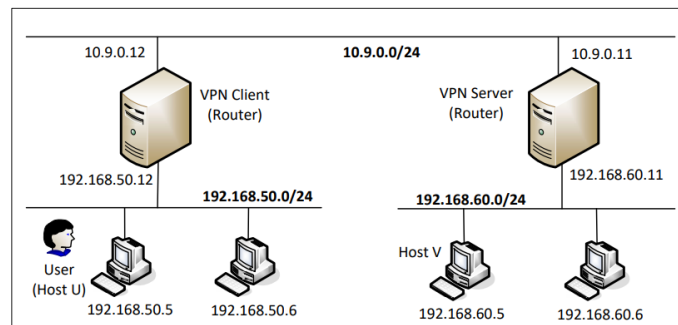 10.9.0.12
10.9.0.0/24
10.9.0.11
VPN Client
(Router)
VPN Server
(Router)
192.168.50.12
192.168.50.0/24
192.168.60.0/24
192.168.60.11
User
(Host U)
Host V
192.168.50.5
192.168.50.6
192.168.60.5
192.168.60.6